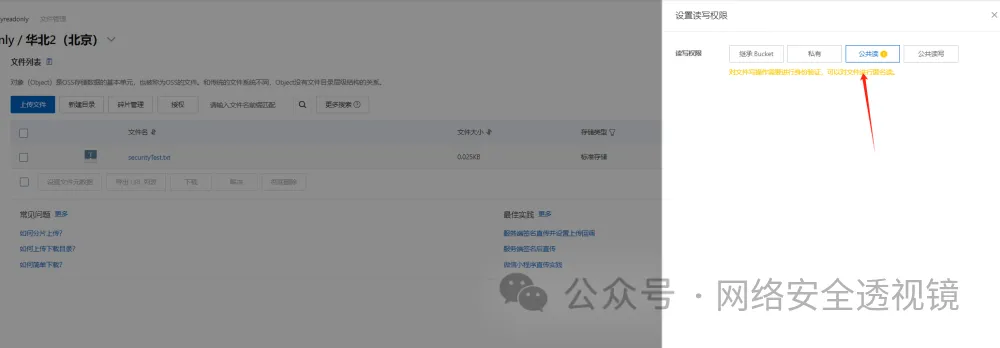 yreadonly 文件管理
设置读写权限
nly / 华北2（北京）
文件列表
读写权限 继承 Bucket 私有 公共读 公共读写
对文件写操作需要进行身份验证，可以对文件进行匿名读。
对象（Object）是OSS存储数据的基本单元，也被称为OSS的文件。和传统的文件系统不同，Object没有文件目录层级结构的关系。
上传文件 新建目录 碎片管理 授权 请输入文件名前缀匹配 更多搜索
文件名 文件大小 存储类型
securityTest.txt 0.025KB 标准存储
设置文件元数据 导出 URL 列表 下载
常见问题 更多 最佳实践 更多
如何分片上传? 服务端签名直传并设置上传回调
如何上传下载目录? 服务端签名后直传
如何简单下载? 微信小程序直传实践
公众号 · 网络安全透视镜